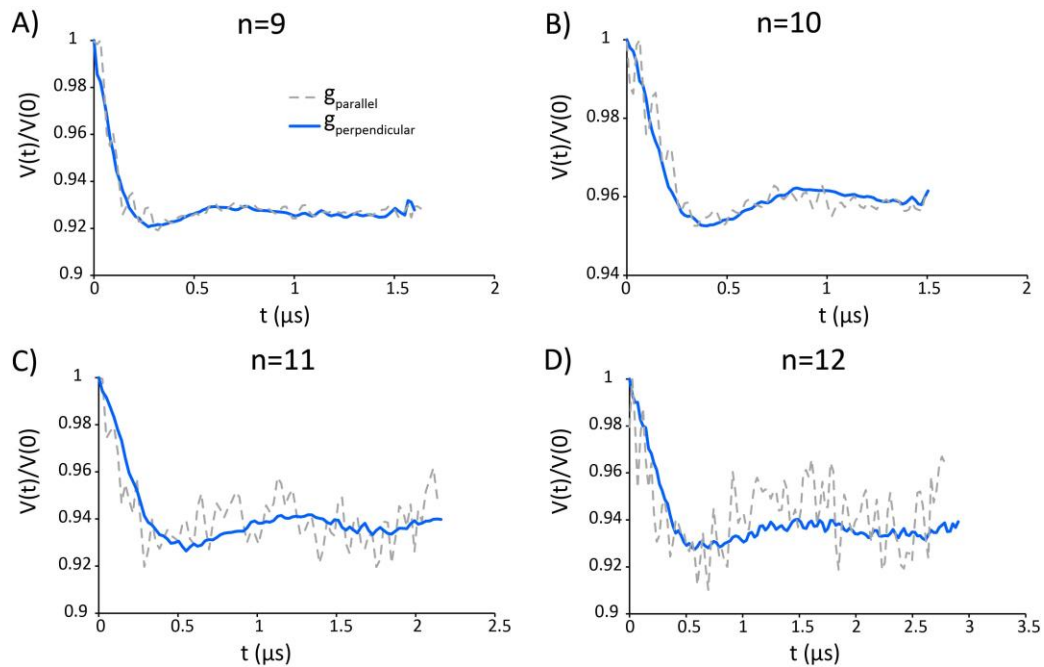 A)
n=9
V(t)/V(0)
1
0.98
0.96
0.94
0.92
0.9
g parallel
g perpendicular
0 0.5 1 1.5 2
t (μs)
B)
n=10
V(t)/V(0)
1
0.98
0.96
0.94
0 0.5 1 1.5 2
t (μs)
C)
n=11
V(t)/V(0)
1
0.98
0.96
0.94
0.92
0.9
0 0.5 1 1.5 2 2.5
t (μs)
D)
n=12
V(t)/V(0)
1
0.98
0.96
0.94
0.92
0.9
0 0.5 1 1.5 2 2.5 3 3.5
t (μs)